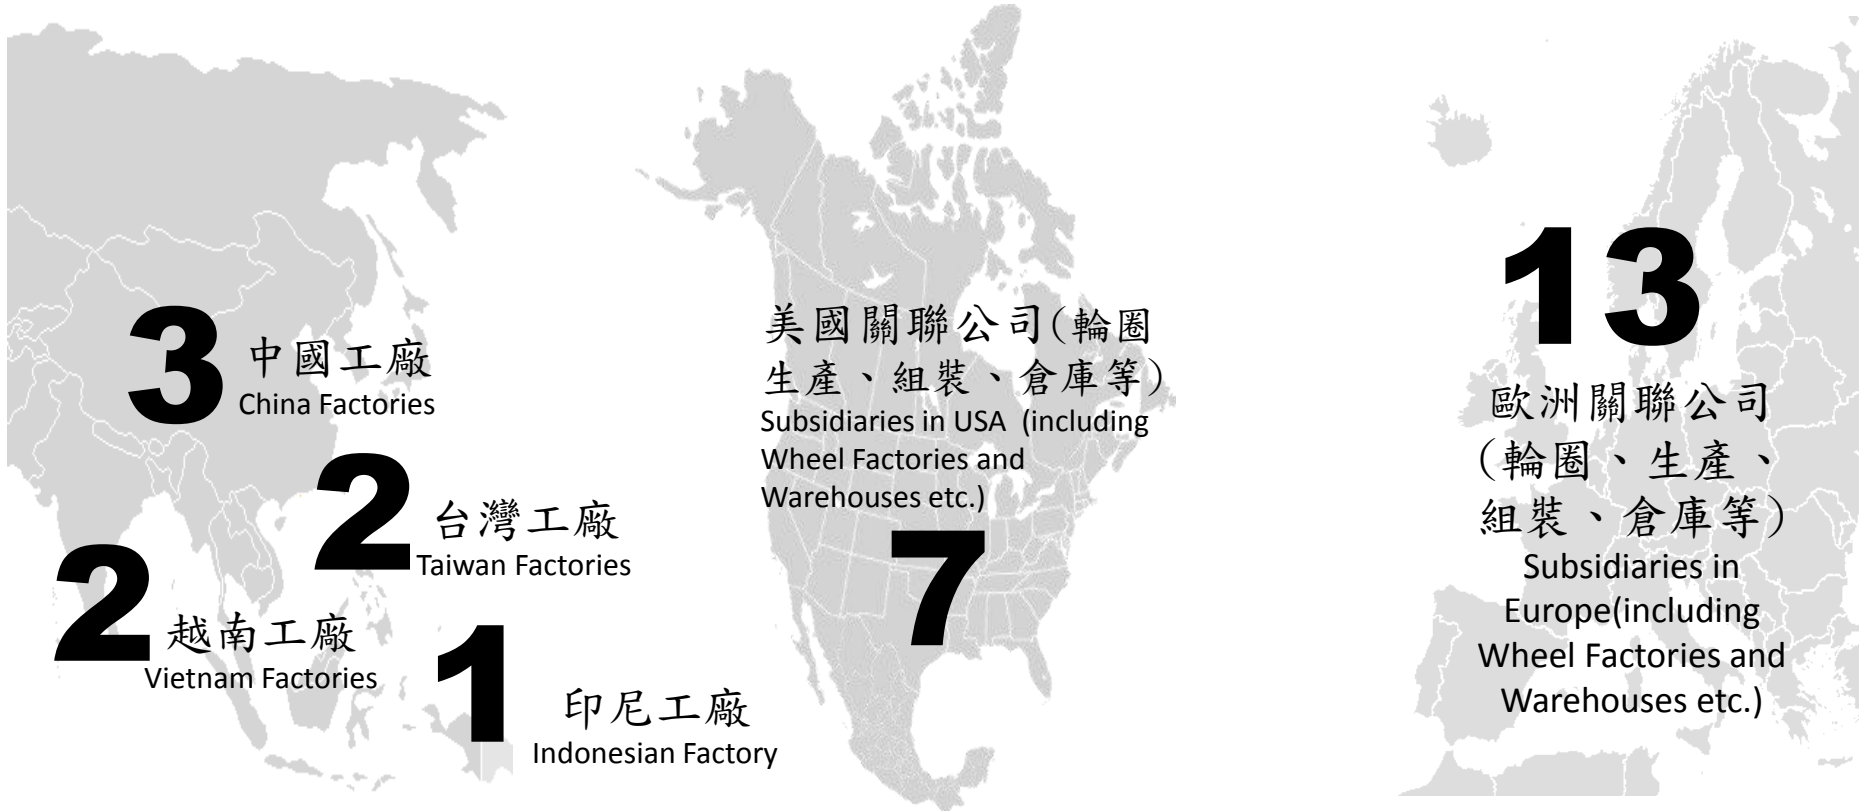 3
中國工廠
China Factories
2
台灣工廠
Taiwan Factories
2
越南工廠
Vietnam Factories
1
印尼工廠
Indonesian Factory
美國關聯公司(輪圈
生產、組裝、倉庫等)
Subsidiaries in USA (including
Wheel Factories and
Warehouses etc.)
7
13
歐洲關聯公司
(輪圈、生產、
組裝、倉庫等)
Subsidiaries in
Europe(including
Wheel Factories and
Warehouses etc.)